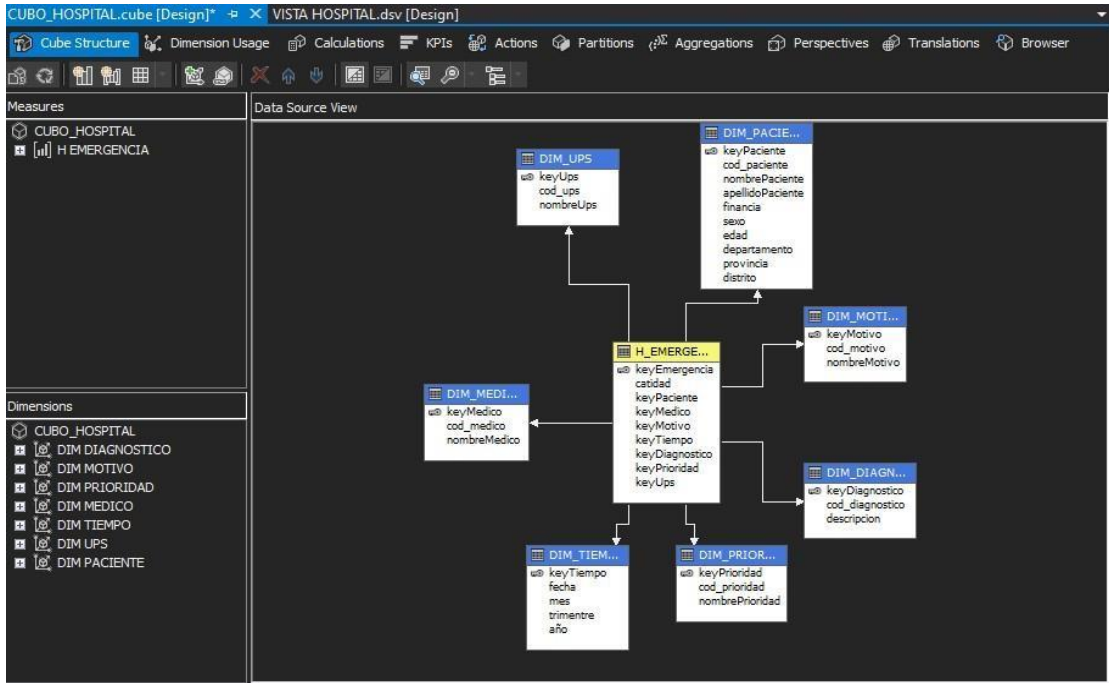 CUBO_HOSPITAL.cube [Design]* VISTA HOSPITAL.dsv [Design]
Cube Structure Dimension Usage Calculations KPIs Actions Partitions Aggregations Perspectives Translations Browser
Measures
CUBO_HOSPITAL
H EMERGENCIA
Dimensions
CUBO_HOSPITAL
DIM DIAGNOSTICO
DIM MOTIVO
DIM PRIORIDAD
DIM MEDICO
DIM TIEMPO
DIM UPS
DIM PACIENTE
Data Source View
DIM_UPS
keyUps
cod_ups
nombreUps
DIM_PACIE...
keyPaciente
cod_paciente
nombrePaciente
apellidoPaciente
financia
sexo
edad
departamento
provincia
distrito
DIM_MOTI...
keyMotivo
cod_motivo
nombreMotivo
H_EMERGE...
keyEmergencia
catidad
keyPaciente
keyMedico
keyMotivo
keyTiempo
keyDiagnostico
keyPrioridad
keyUps
DIM_MEDI...
keyMedico
cod_medico
nombreMedico
DIM_DIAGN...
keyDiagnostico
cod_diagnostico
descripcion
DIM_TIEM...
keyTiempo
fecha
mes
trimentre
año
DIM_PRIOR...
keyPrioridad
cod_prioridad
nombrePrioridad